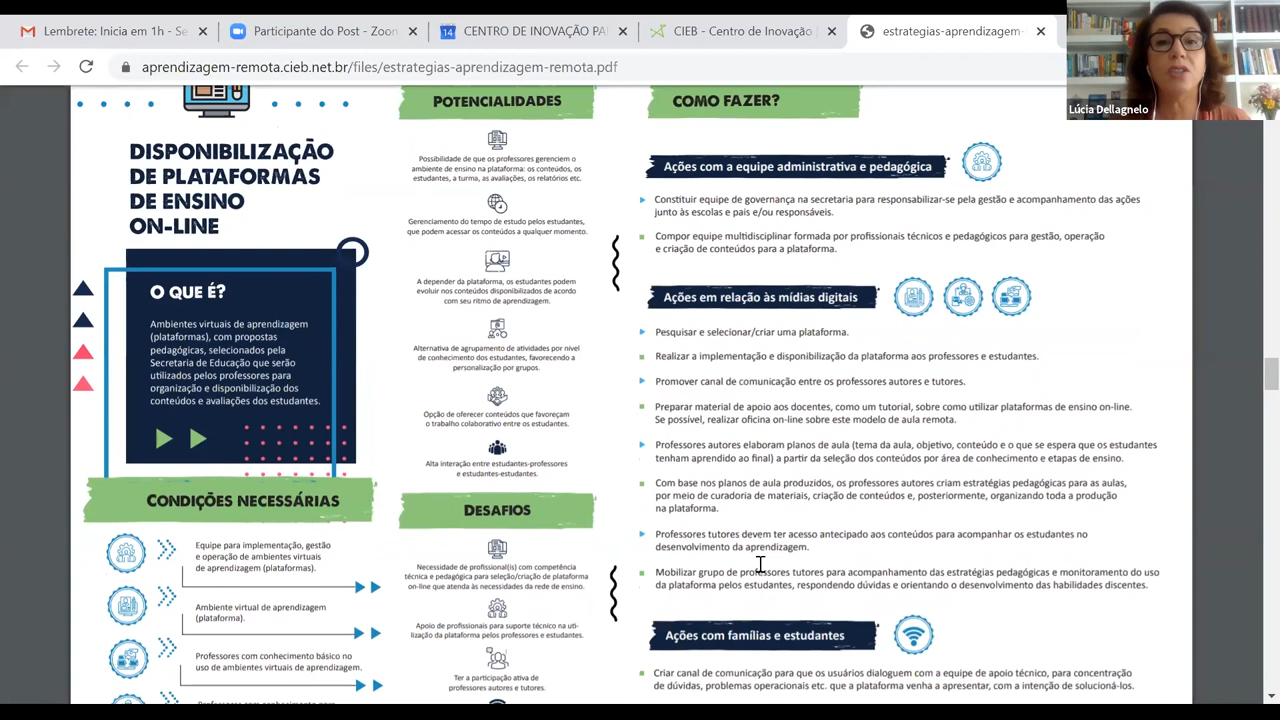 Lembrete: Inicia em 1h - Se
Participante do Post - Zoom
14
CENTRO DE INOVAÇÃO PA
CIEB - Centro de Inovação
estrategias-aprendizagem-
aprendizagem-remota.cieb.net.br/files/estrategias-aprendizagem-remota.pdf
Lúcia Dellagnelo
DISPONIBILIZAÇÃO
DE PLATAFORMAS
DE ENSINO
ON-LINE
O QUE É?
Ambientes virtuais de aprendizagem
(plataformas), com propostas
pedagógicas, selecionados pela
Secretaria de Educação que serão
utilizados pelos professores para
organização e disponibilização dos
conteúdos e avaliações dos estudantes.
CONDIÇÕES NECESSÁRIAS
Equipe para implementação, gestão
e operação de ambientes virtuais
de aprendizagem (plataformas).
Ambiente virtual de aprendizagem
(plataforma).
Professores com conhecimento básico no
uso de ambientes virtuais de aprendizagem.
POTENCIALIDADES
Possibilidade de que os professores gerenciem o
ambiente de ensino na plataforma: os conteúdos, os
estudantes, a turma, as avaliações, os relatórios etc.
Gerenciamento do tempo de estudo pelos estudantes,
que podem acessar os conteúdos a qualquer momento.
A depender da plataforma, os estudantes podem
evoluir nos conteúdos disponibilizados de acordo
com seu ritmo de aprendizagem.
Alternativa de agrupamento de atividades por nível
de conhecimento dos estudantes, favorecendo a
personalização por grupos.
Opção de oferecer conteúdos que favoreçam
o trabalho colaborativo entre os estudantes.
Alta interação entre estudantes-professores
e estudantes-estudantes.
DESAFIOS
Necessidade de profissional(is) com competência
técnica e pedagógica para seleção/criação de plataforma
on-line que atenda às necessidades da rede de ensino.
Apoio de profissionais para suporte técnico na uti-
lização da plataforma pelos professores e estudantes.
Ter a participação ativa de
professores autores e tutores.
COMO FAZER?
Ações com a equipe administrativa e pedagógica
Constituir equipe de governança na secretaria para responsabilizar-se pela gestão e acompanhamento das ações
junto às escolas e pais e/ou responsáveis.
Compor equipe multidisciplinar formada por profissionais técnicos e pedagógicos para gestão, operação
e criação de conteúdos para a plataforma.
Ações em relação às mídias digitais
Pesquisar e selecionar/criar uma plataforma.
Realizar a implementação e disponibilização da plataforma aos professores e estudantes.
Promover canal de comunicação entre os professores autores e tutores.
Preparar material de apoio aos docentes, como um tutorial, sobre como utilizar plataformas de ensino on-line.
Se possível, realizar oficina on-line sobre este modelo de aula remota.
Professores autores elaboram planos de aula (tema da aula, objetivo, conteúdo e o que se espera que os estudantes
tenham aprendido ao final) a partir da seleção dos conteúdos por área de conhecimento e etapas de ensino.
Com base nos planos de aula produzidos, os professores autores criam estratégias pedagógicas para as aulas,
por meio de curadoria de materiais, criação de conteúdos e, posteriormente, organizando toda a produção
na plataforma.
Professores tutores devem ter acesso antecipado aos conteúdos para acompanhar os estudantes no
desenvolvimento da aprendizagem.
Mobilizar grupo de professores tutores para acompanhamento das estratégias pedagógicas e monitoramento do uso
da plataforma pelos estudantes, respondendo dúvidas e orientando o desenvolvimento das habilidades discentes.
Ações com famílias e estudantes
Criar canal de comunicação para que os usuários dialoguem com a equipe de apoio técnico, para concentração
de dúvidas, problemas operacionais etc. que a plataforma venha a apresentar, com a intenção de solucioná-los.